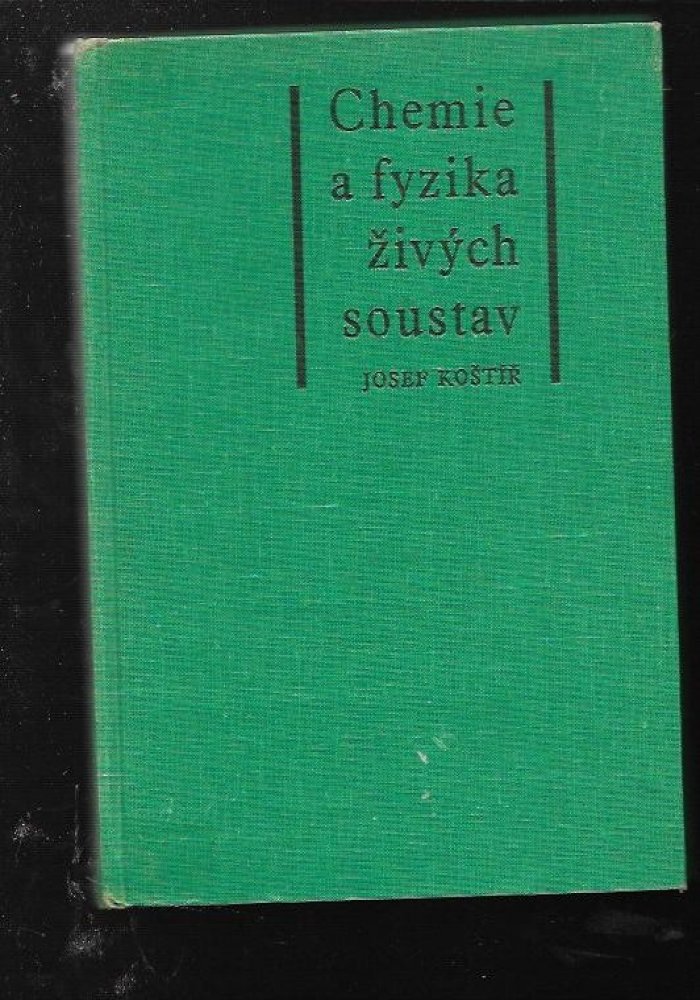 Chemie
a fyzika
živých
soustav
JOSEF KOŠTÍŘ